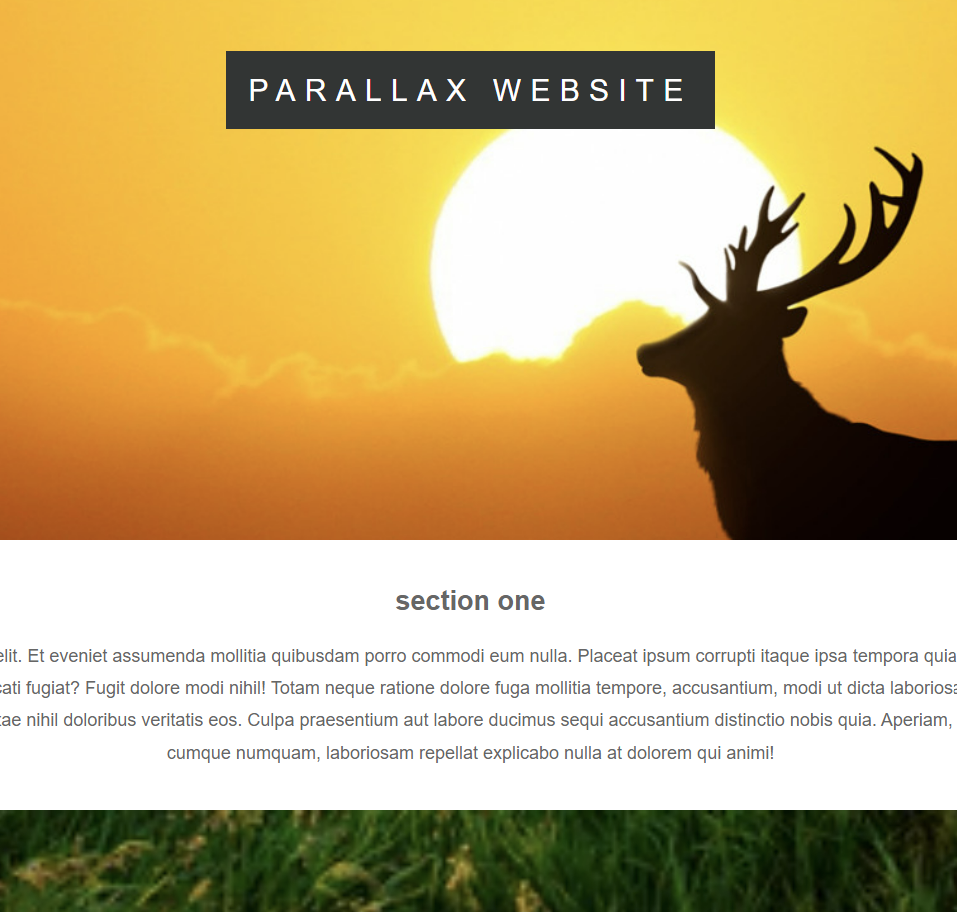 PARALLAX WEBSITE
section one
elit. Et eveniet assumenda mollitia quibusdam porro commodi eum nulla. Placeat ipsum corrupti itaque ipsa tempora quia
fugiat? Fugit dolore modi nihil! Totam neque ratione dolore fuga mollitia tempore, accusantium, modi ut dicta
nihil doloribus veritatis eos. Culpa praesentium aut labore ducimus sequi accusantium distinctio nobis quia. Aperiam,
cumque numquam, laboriosam repellat explicabo nulla at dolorem qui animi!